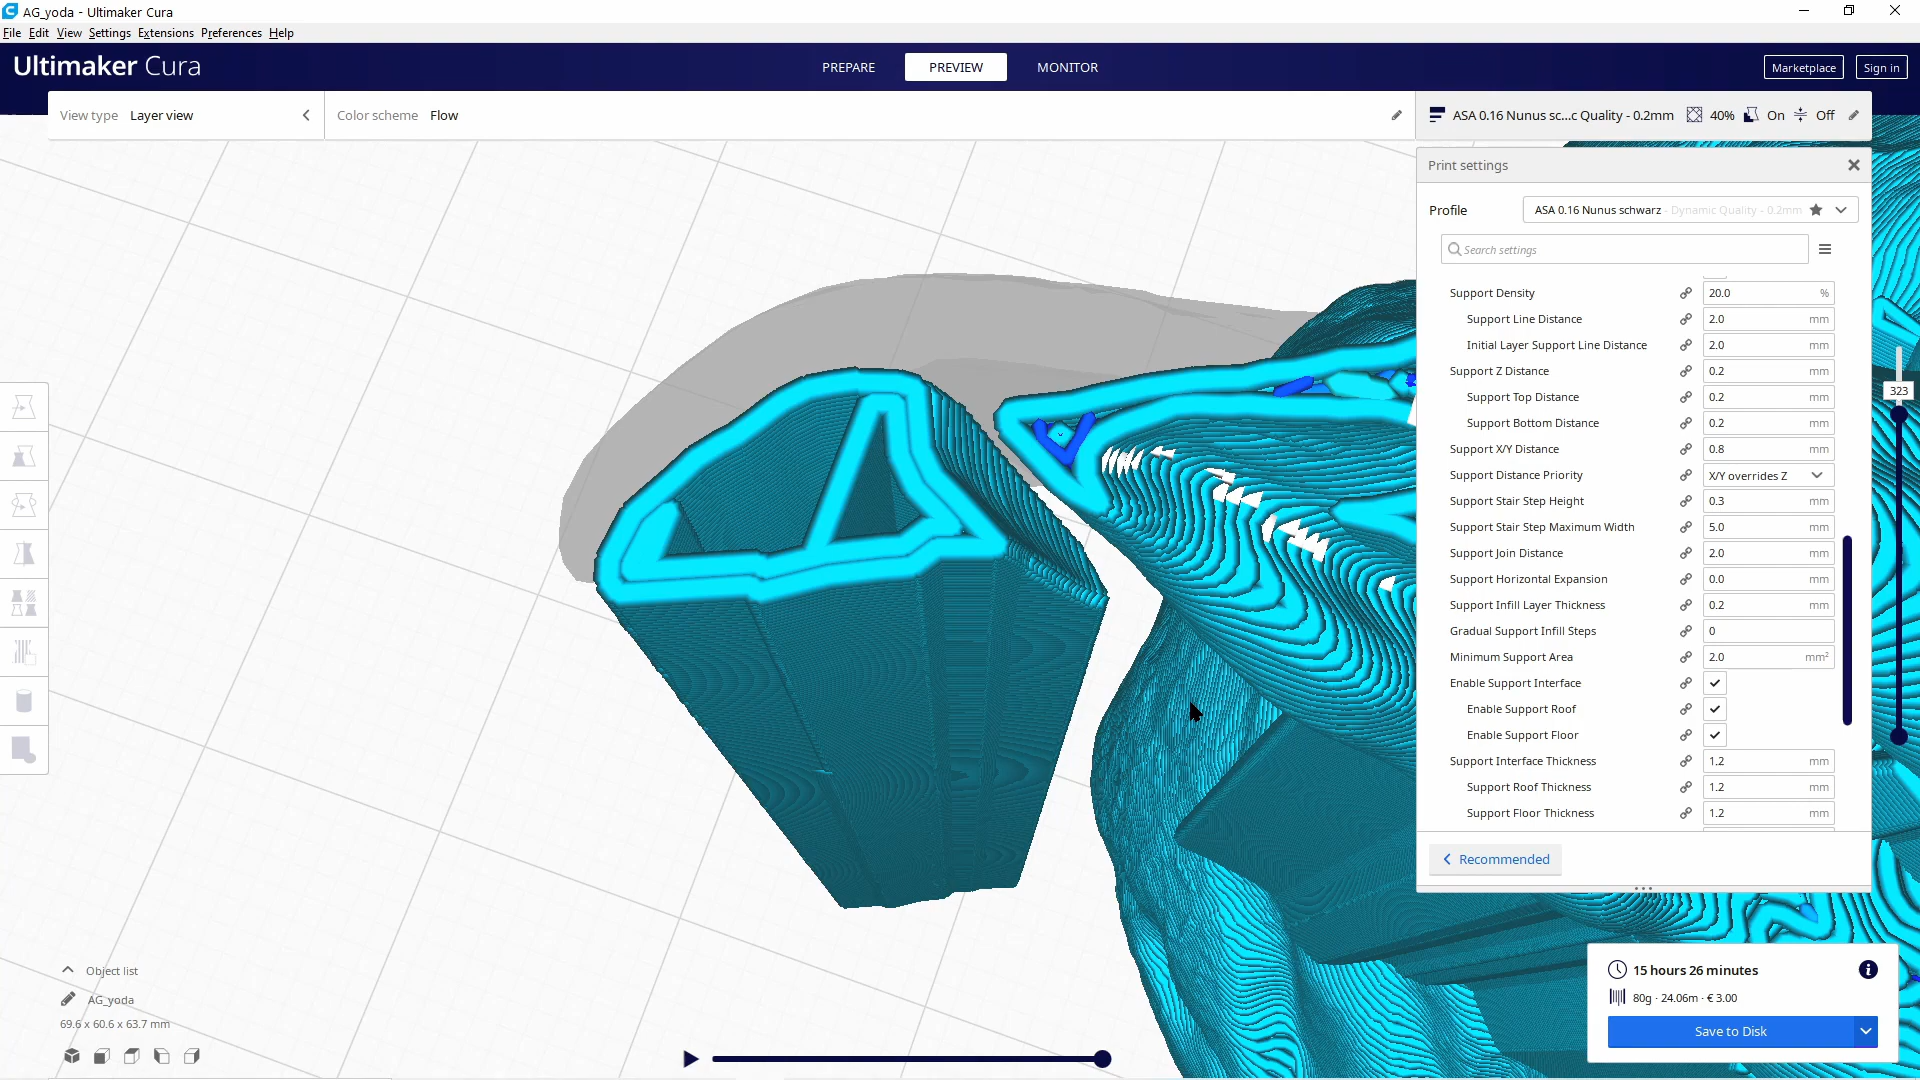 AG_yoda - Ultimaker Cura
File Edit View Settings Extensions Preferences Help
Ultimaker Cura
PREPARE PREVIEW MONITOR
Marketplace Sign in
View type Layer view
Color scheme Flow
ASA 0.16 Nunus sc...c Quality - 0.2mm 40% On Off
Print settings
Profile ASA 0.16 Nunus schwarz - Dynamic Quality - 0.2mm
Search settings
Support Density 20.0 %
Support Line Distance 2.0 mm
Initial Layer Support Line Distance 2.0 mm
Support Z Distance 0.2 mm
Support Top Distance 0.2 mm
Support Bottom Distance 0.2 mm
Support X/Y Distance 0.8 mm
Support Distance Priority X/Y overrides Z
Support Stair Step Height 0.3 mm
Support Stair Step Maximum Width 5.0 mm
Support Join Distance 2.0 mm
Support Horizontal Expansion 0.0 mm
Support Infill Layer Thickness 0.2 mm
Gradual Support Infill Steps 0
Minimum Support Area 2.0 mm²
Enable Support Interface
Enable Support Roof
Enable Support Floor
Support Interface Thickness 1.2 mm
Support Roof Thickness 1.2 mm
Support Floor Thickness 1.2 mm
Recommended
323
Object list
AG_yoda
69.6 x 60.6 x 63.7 mm
15 hours 26 minutes
80g · 24.06m · € 3.00
Save to Disk